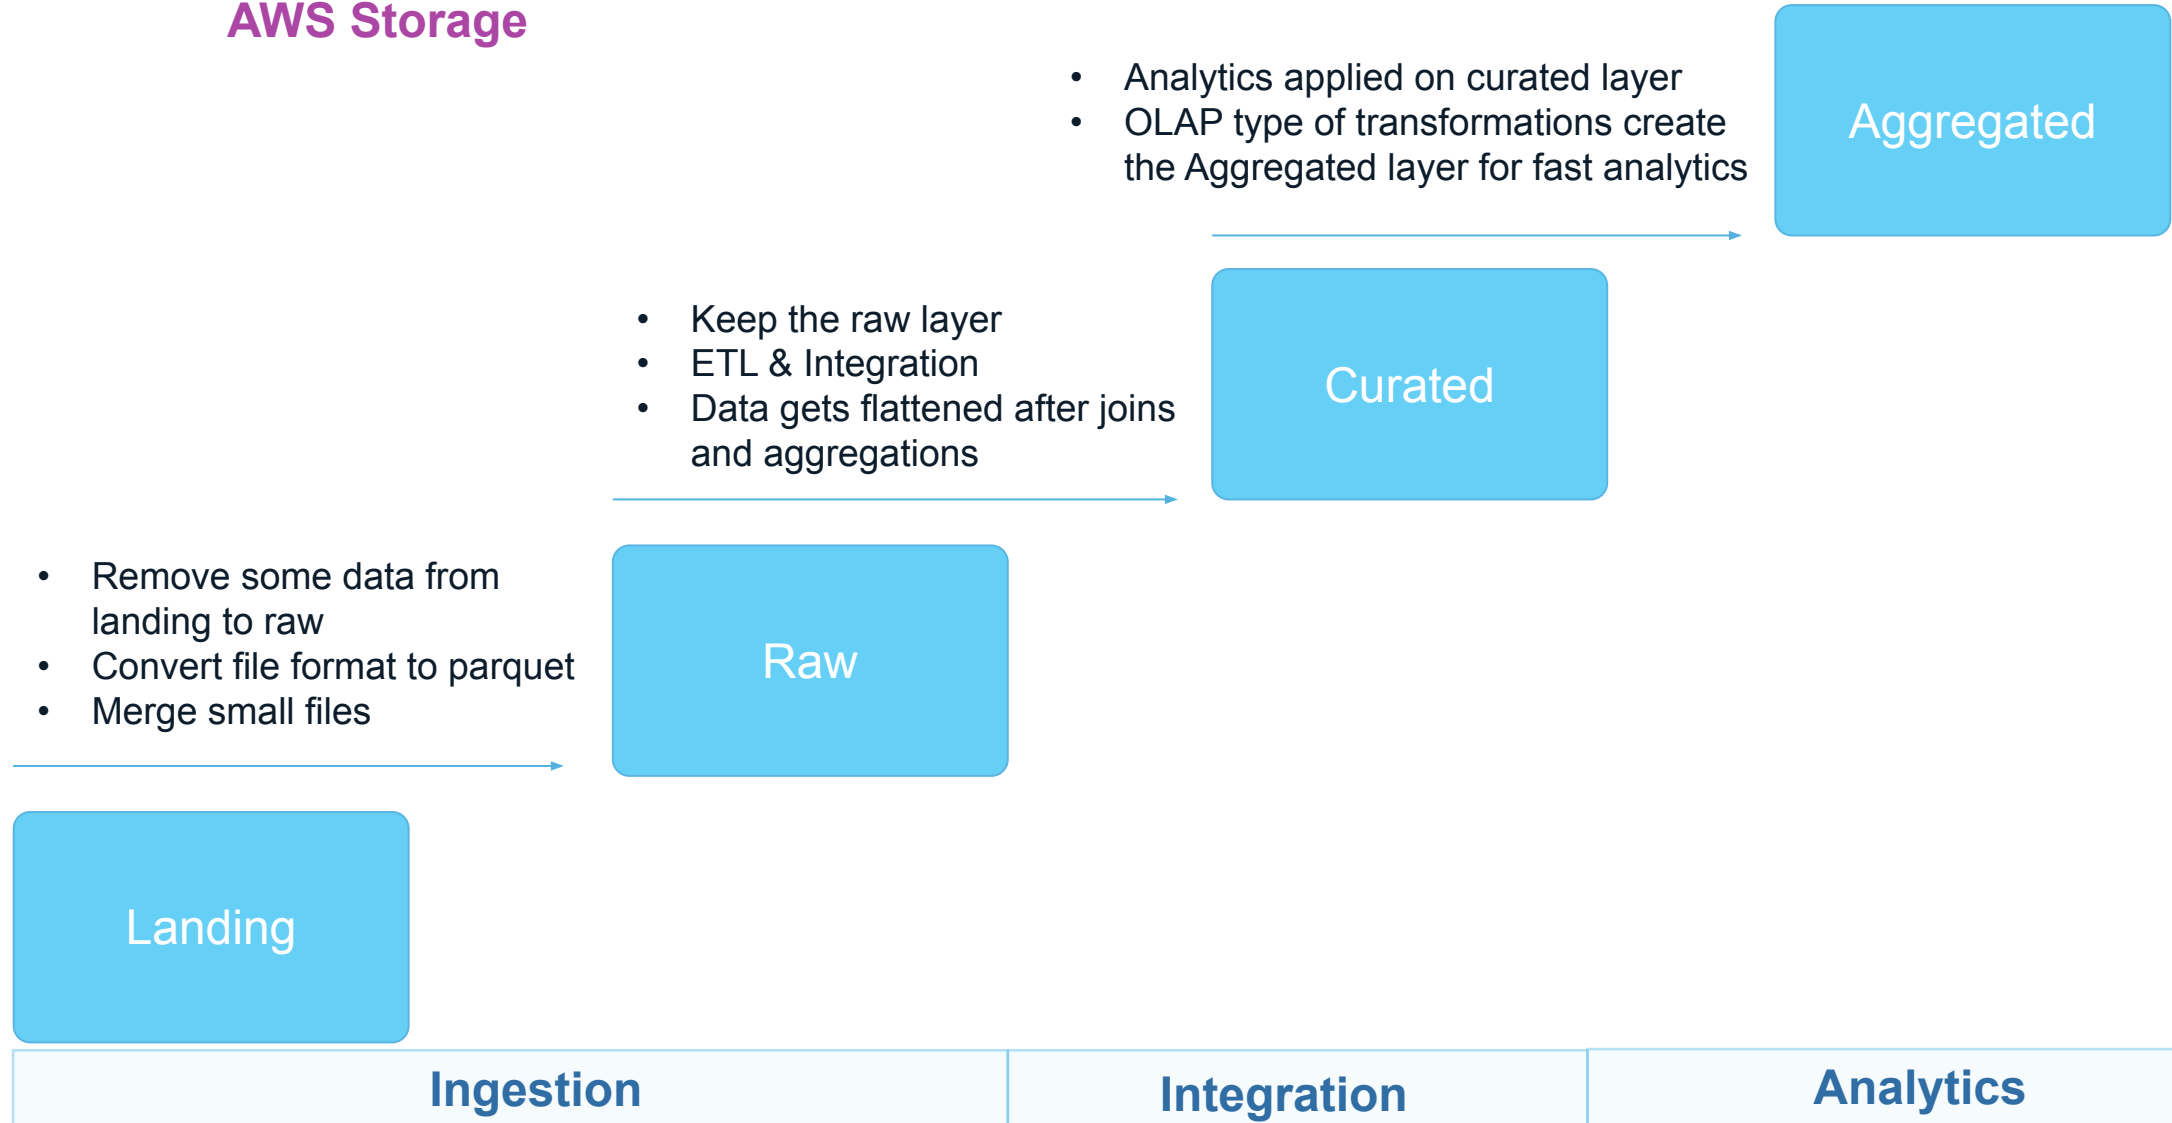 AWS Storage
• Analytics applied on curated layer
• OLAP type of transformations create
the Aggregated layer for fast analytics
Aggregated
• Keep the raw layer
• ETL & Integration
• Data gets flattened after joins
and aggregations
Curated
• Remove some data from
landing to raw
• Convert file format to parquet
• Merge small files
Raw
Landing
Ingestion
Integration
Analytics